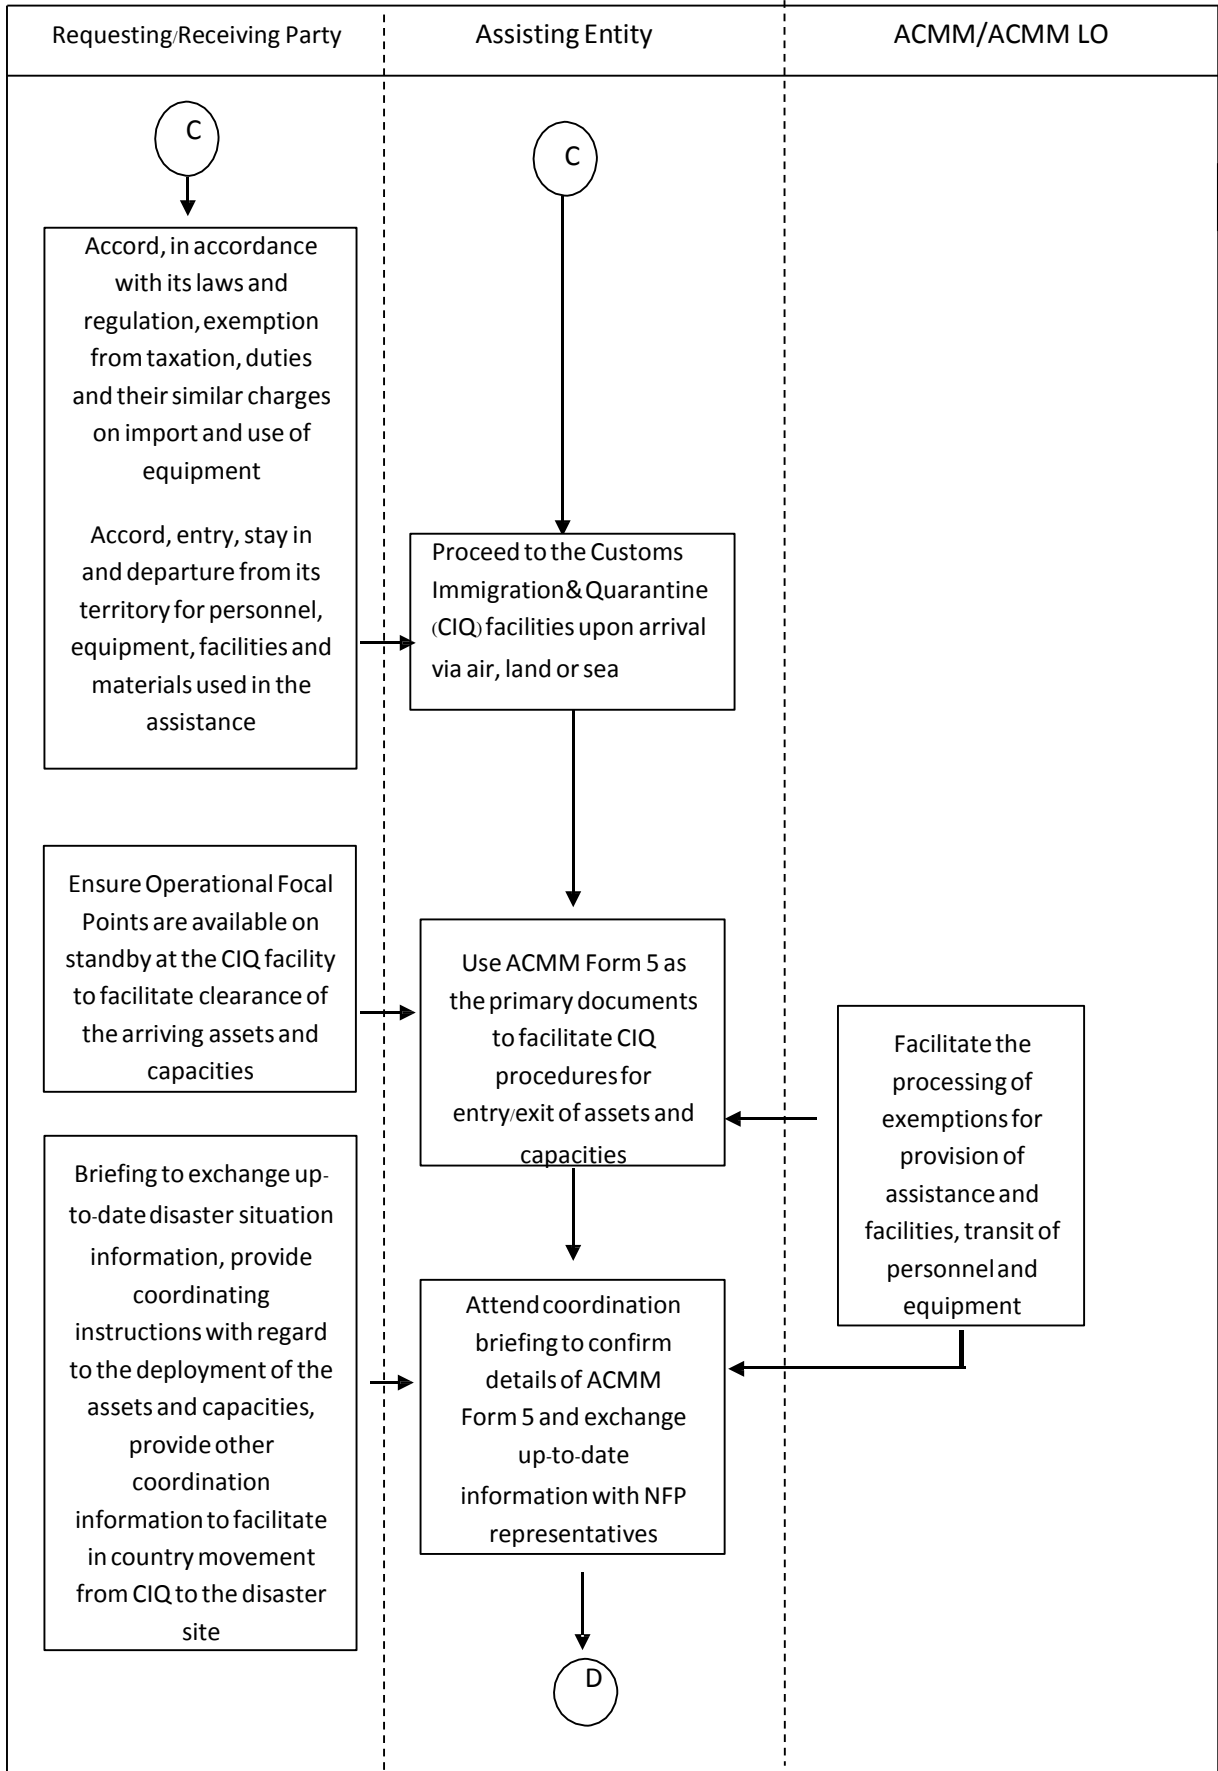 Requesting/Receiving Party
Assisting Entity
ACMM/ACMM LO
C
C
Accord, in accordance
with its laws and
regulation, exemption
from taxation, duties
and their similar charges
on import and use of
equipment
Accord, entry, stay in
and departure from its
territory for personnel,
equipment, facilities and
materials used in the
assistance
Proceed to the Customs
Immigration& Quarantine
(CIQ) facilities upon arrival
via air, land or sea
Ensure Operational Focal
Points are available on
standby at the CIQ facility
to facilitate clearance of
the arriving assets and
capacities
Use ACMM Form 5 as
the primary documents
to facilitate CIQ
procedures for
entry/exit of assets and
capacities
Facilitate the
processing of
exemptions for
provision of
assistance and
facilities, transit of
personnel and
equipment
Briefing to exchange up-
to-date disaster situation
information, provide
coordinating
instructions with regard
to the deployment of the
assets and capacities,
provide other
coordination
information to facilitate
in country movement
from CIQ to the disaster
site
Attend coordination
briefing to confirm
details of ACMM
Form 5 and exchange
up-to-date
information with NFP
representatives
D